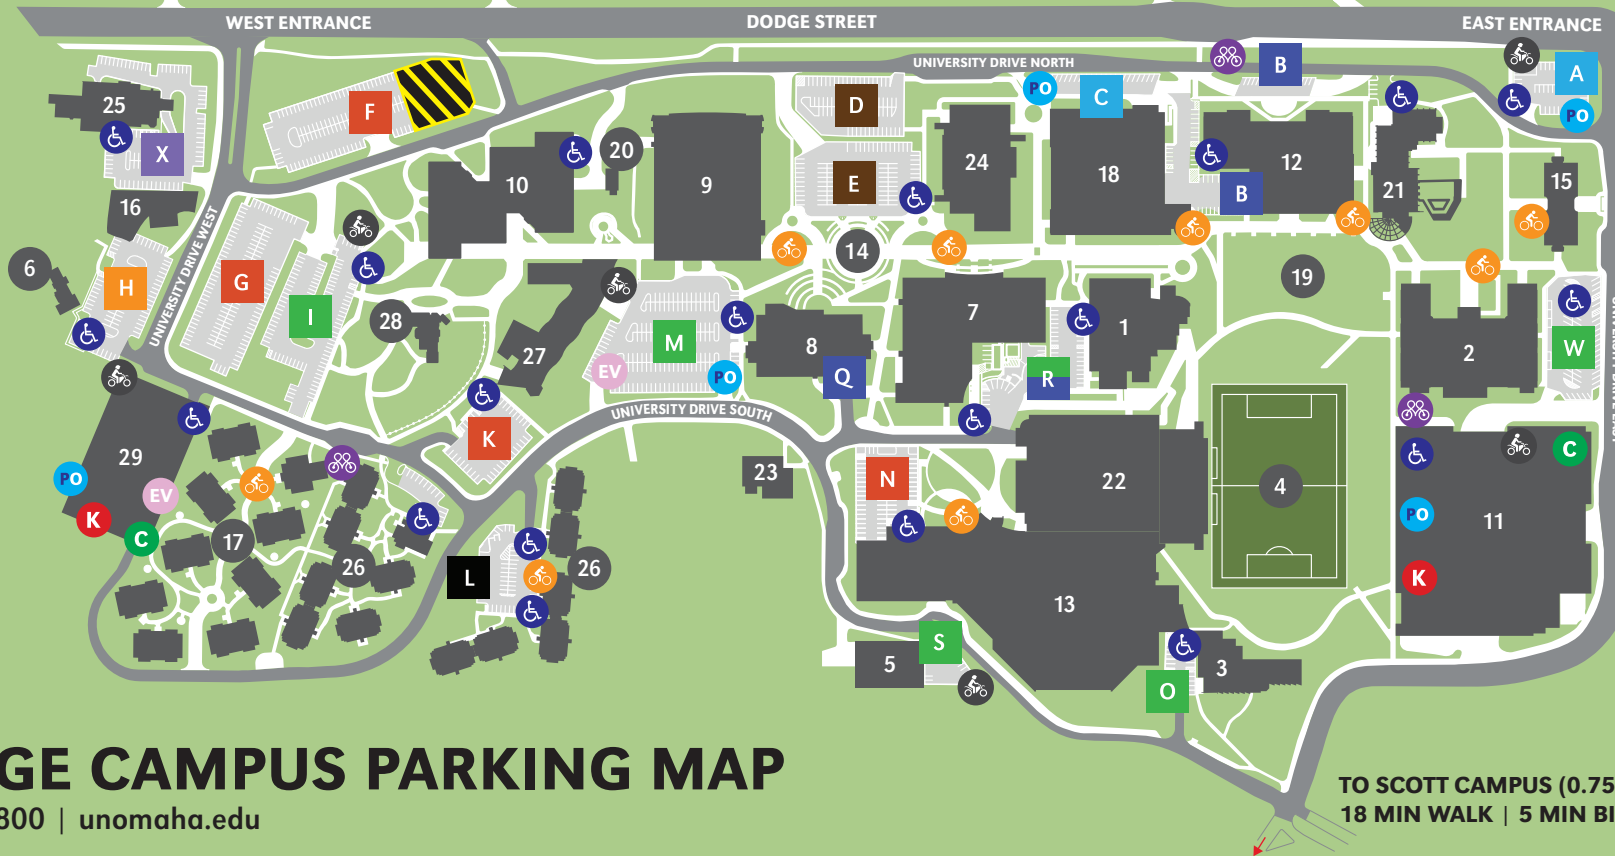 WEST ENTRANCE
DODGE STREET
EAST ENTRANCE
UNIVERSITY DRIVE NORTH
B
A
PO
C
PO
25
F
D
X
20
24
18
12
10
9
E
21
15
16
B
UNIVERSITY DRIVE WEST
14
6
H
G
19
I
28
7
1
M
8
27
2
W
EV
PO
Q
R
UNIVERSITY DRIVE SOUTH
K
29
C
23
N
22
4
PO
EV
K
PO
11
C
17
26
L
26
K
13
S
5
3
O
GE CAMPUS PARKING MAP
800 | unomaha.edu
TO SCOTT CAMPUS (0.75
18 MIN WALK | 5 MIN BI